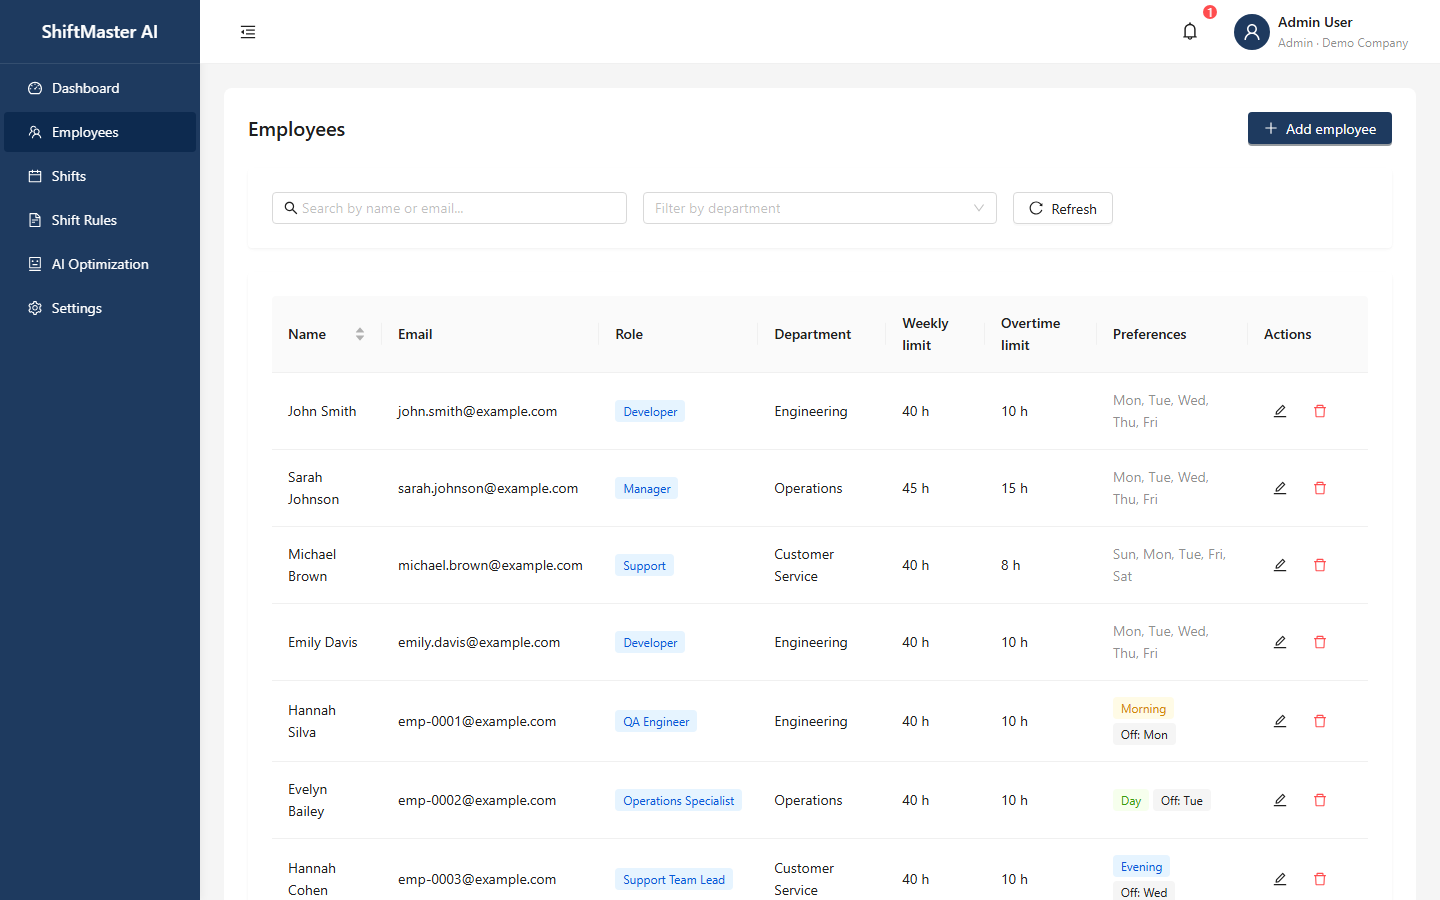 ShiftMaster AI
1
Admin User
Admin · Demo Company
Dashboard
Employees
Shifts
Shift Rules
AI Optimization
Settings
Employees
Add employee
Search by name or email...
Filter by department
Refresh
Name
Email
Role
Department
Weekly
limit
Overtime
limit
Preferences
Actions
John Smith
john.smith@example.com
Developer
Engineering
40 h
10 h
Mon, Tue, Wed,
Thu, Fri
Sarah
Johnson
sarah.johnson@example.com
Manager
Operations
45 h
15 h
Mon, Tue, Wed,
Thu, Fri
Michael
Brown
michael.brown@example.com
Support
Customer
Service
40 h
8 h
Sun, Mon, Tue, Fri,
Sat
Emily Davis
emily.davis@example.com
Developer
Engineering
40 h
10 h
Mon, Tue, Wed,
Thu, Fri
Hannah
Silva
emp-0001@example.com
QA Engineer
Engineering
40 h
10 h
Morning
Off: Mon
Evelyn
Bailey
emp-0002@example.com
Operations Specialist
Operations
40 h
10 h
Day
Off: Tue
Hannah
Cohen
emp-0003@example.com
Support Team Lead
Customer
Service
40 h
10 h
Evening
Off: Wed